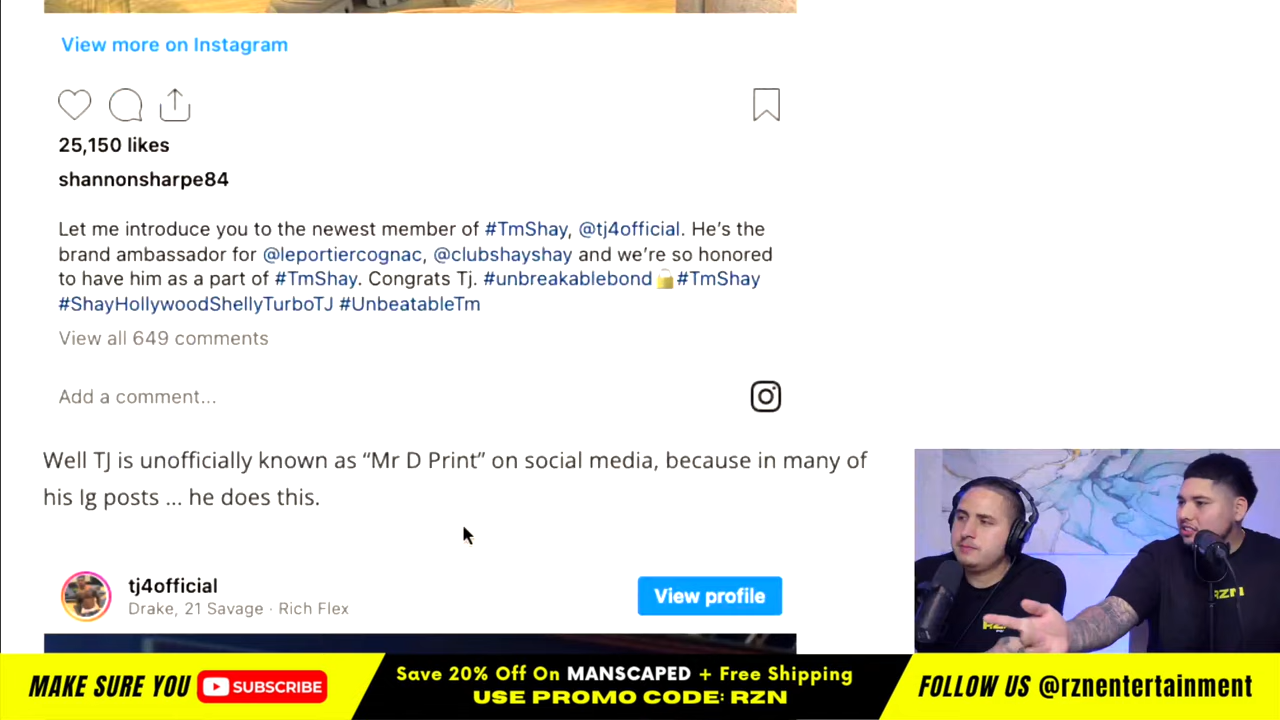 View more on Instagram
25,150 likes
shannonsharpe84
Let me introduce you to the newest member of #TmShay, @tj4official. He's the
brand ambassador for @leportiercognac, @clubshayshay and we're so honored
to have him as a part of #TmShay. Congrats Tj. #unbreakablebond🔒#TmShay
#ShayHollywoodShellyTurboTJ #UnbeatableTm
View all 649 comments
Add a comment...
Well TJ is unofficially known as “Mr D Print” on social media, because in many of
his Ig posts ... he does this.
tj4official
Drake, 21 Savage · Rich Flex
View profile
RZN
RZN
MAKE SURE YOU SUBSCRIBE
Save 20% Off On MANSCAPED + Free Shipping
USE PROMO CODE: RZN
FOLLOW US @rznentertainment